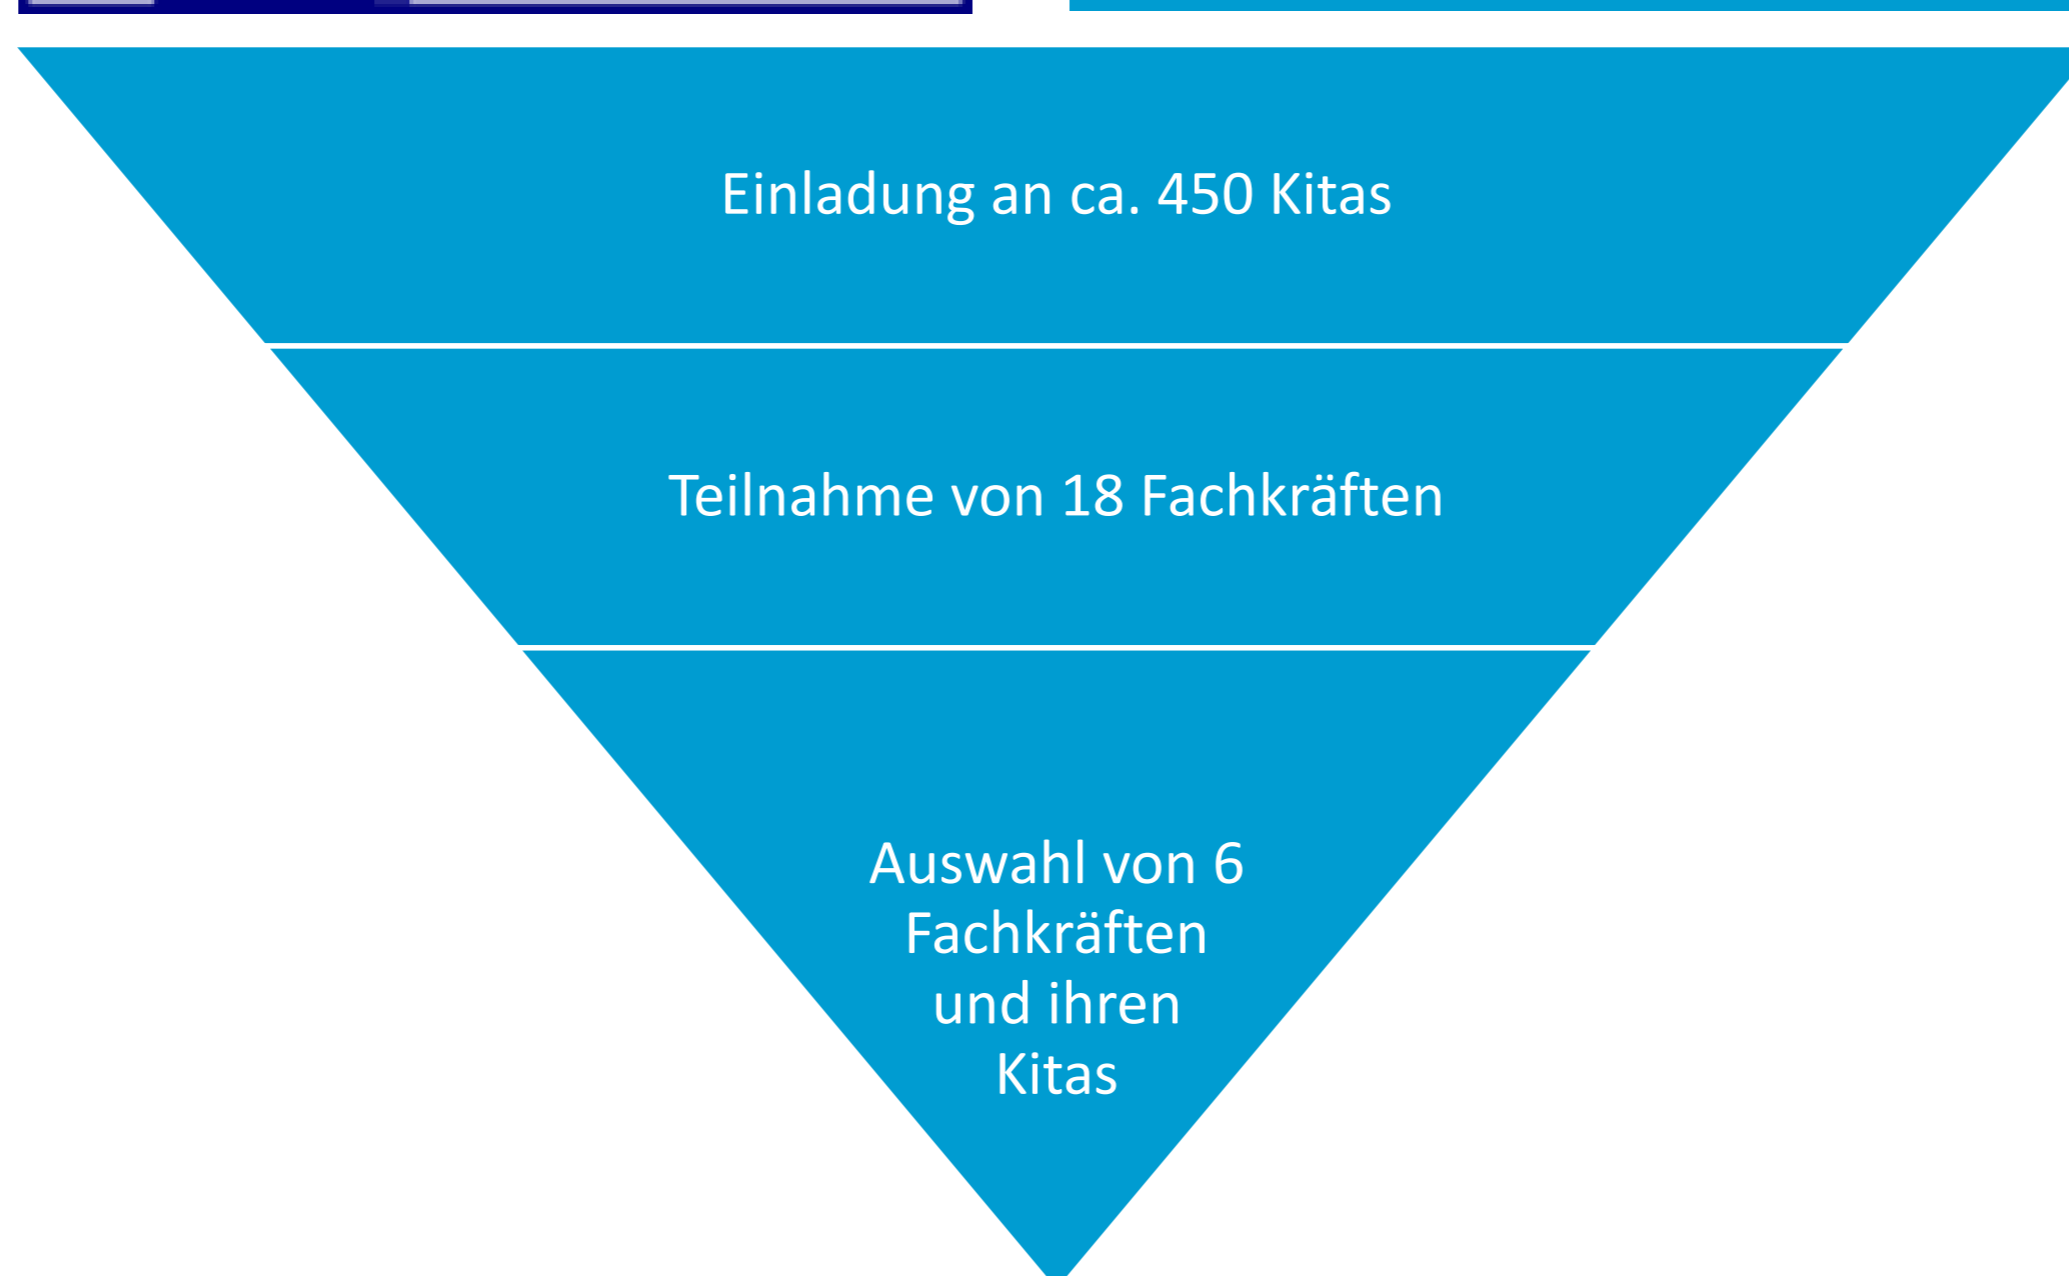 Einladung an ca. 450 Kitas
Teilnahme von 18 Fachkräften
Auswahl von 6
Fachkräften
und ihren
Kitas